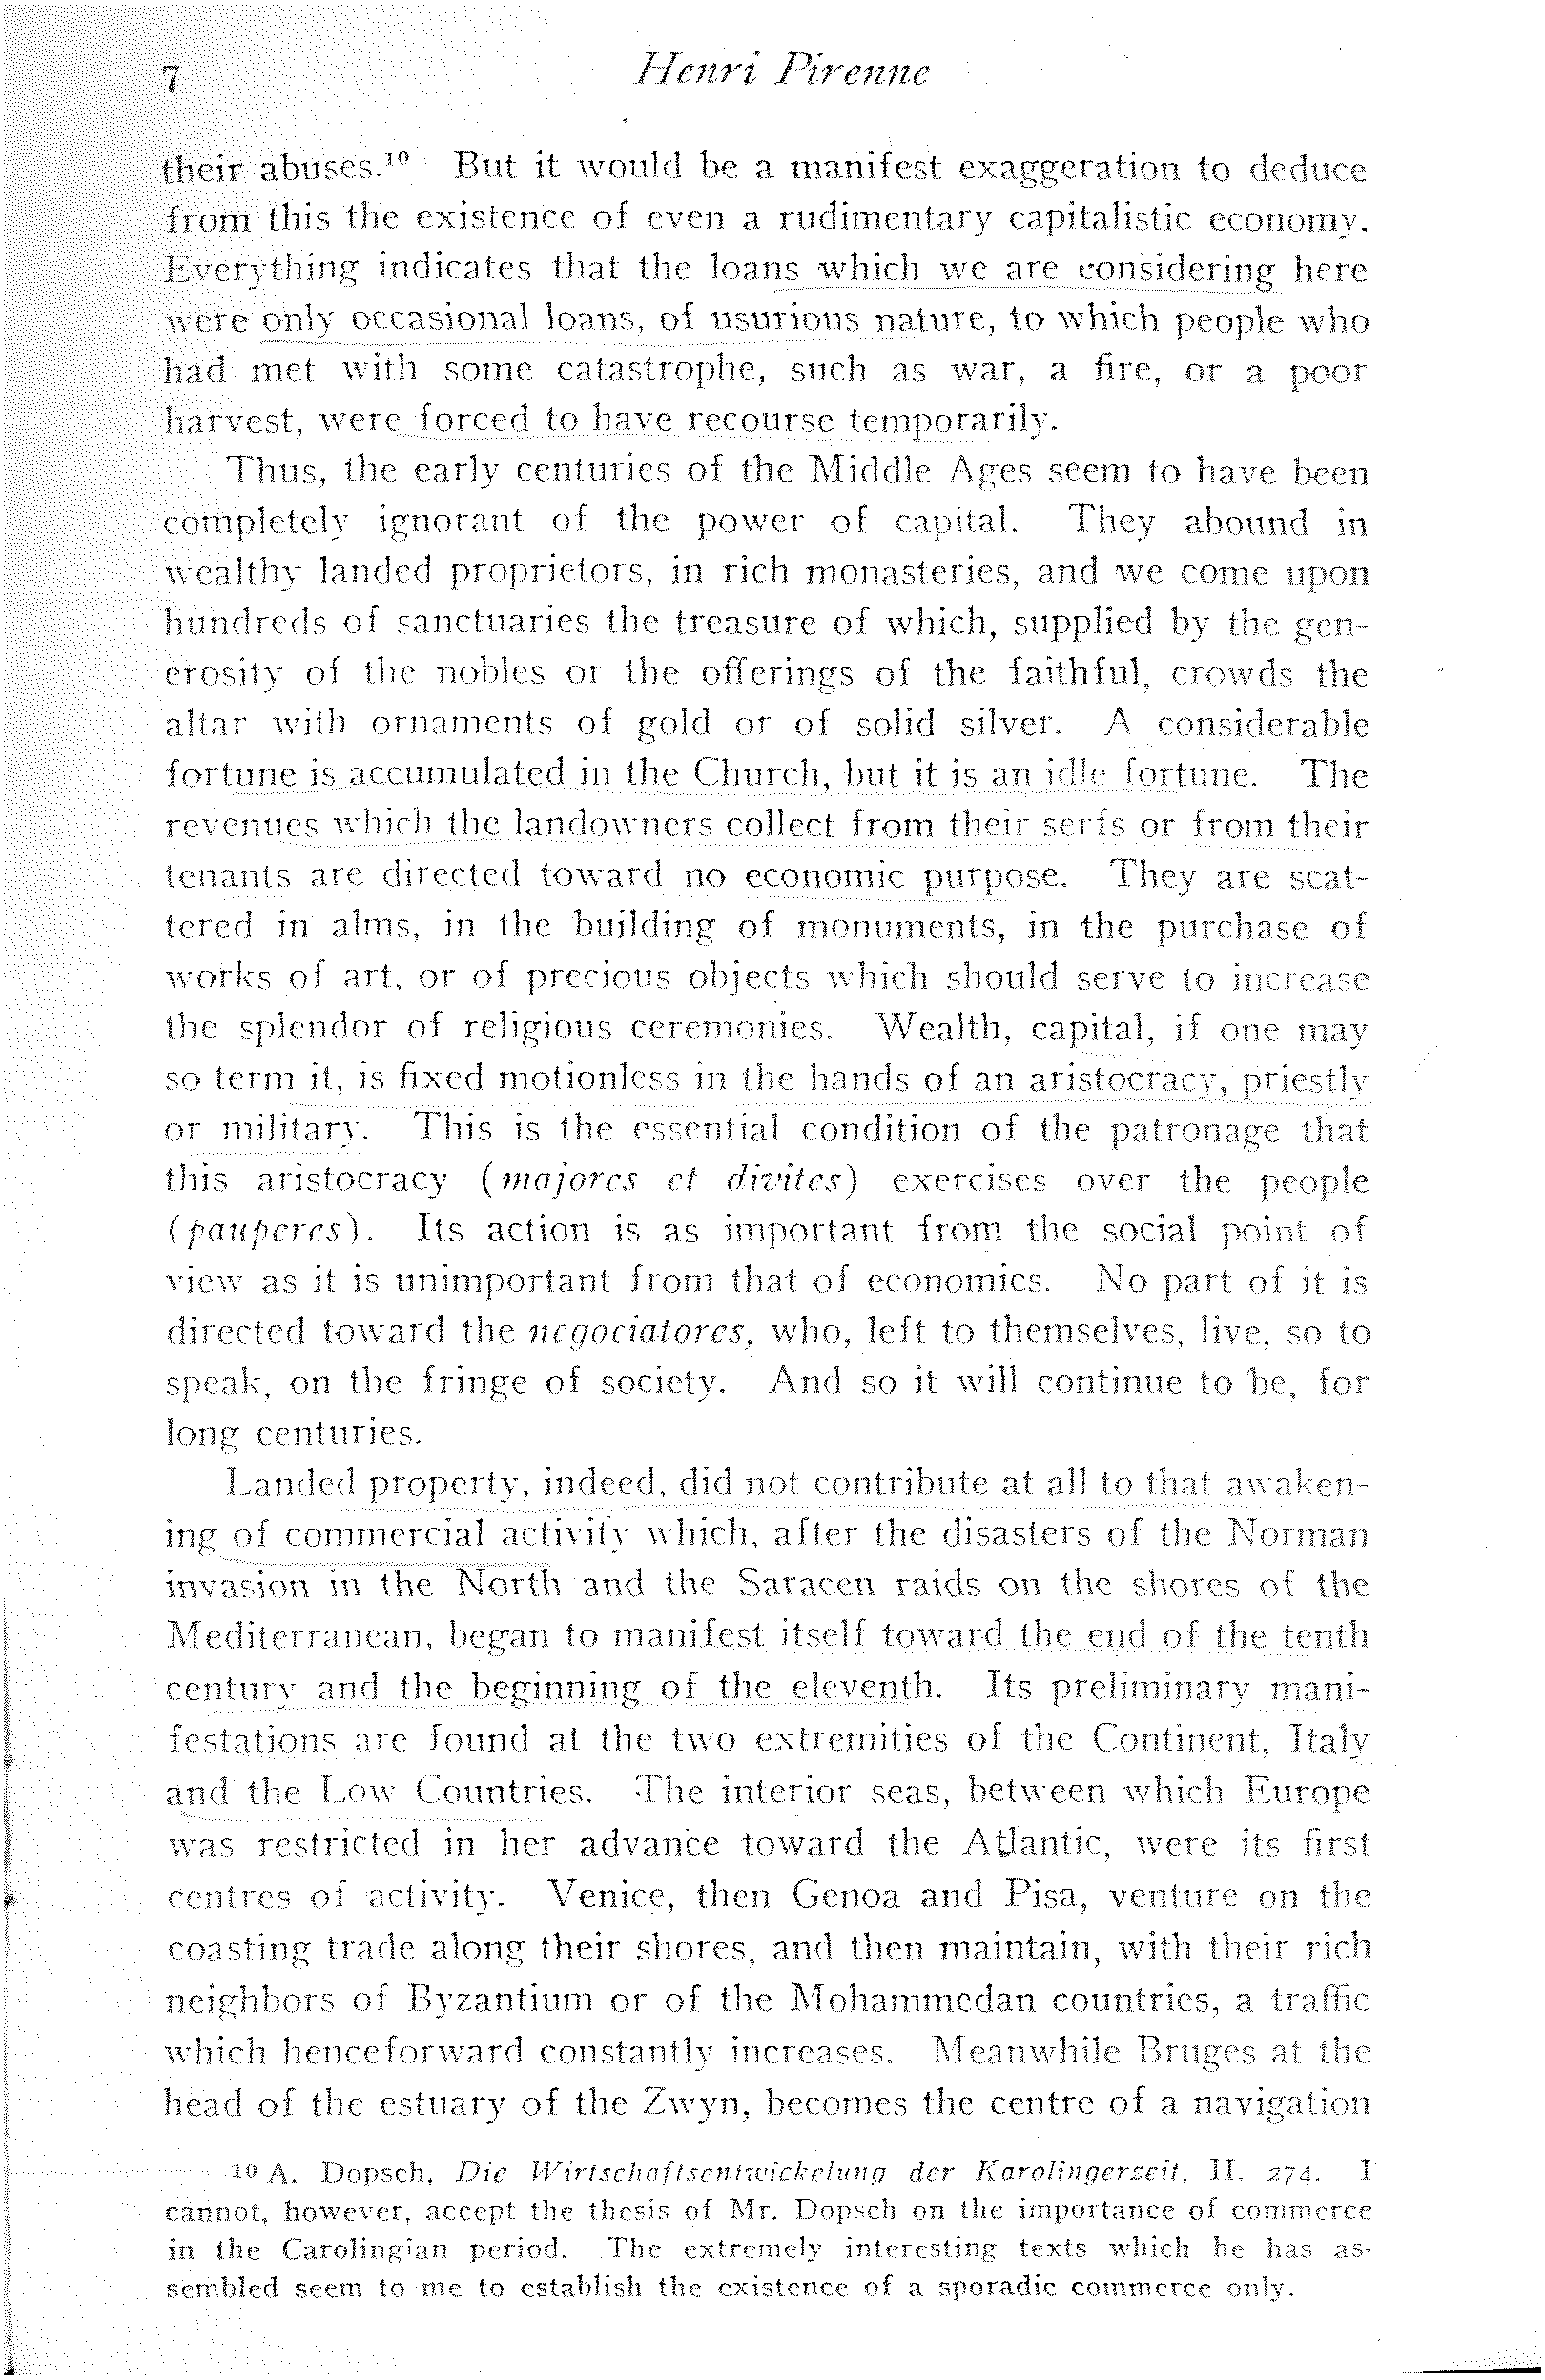 7 Henri Pirenne
their abuses.¹⁰ But it would be a manifest exaggeration to deduce
from this the existence of even a rudimentary capitalistic economy.
Everything indicates that the loans which we are considering here
were only occasional loans, of usurious nature, to which people who
had met with some catastrophe, such as war, a fire, or a poor
harvest, were forced to have recourse temporarily.
Thus, the early centuries of the Middle Ages seem to have been
completely ignorant of the power of capital. They abound in
wealthy landed proprietors, in rich monasteries, and we come upon
hundreds of sanctuaries the treasure of which, supplied by the gen-
erosity of the nobles or the offerings of the faithful, crowds the
altar with ornaments of gold or of solid silver. A considerable
fortune is accumulated in the Church, but it is an idle fortune. The
revenues which the landowners collect from their serfs or from their
tenants are directed toward no economic purpose. They are scat-
tered in alms, in the building of monuments, in the purchase of
works of art, or of precious objects which should serve to increase
the splendor of religious ceremonies. Wealth, capital, if one may
so term it, is fixed motionless in the hands of an aristocracy, priestly
or military. This is the essential condition of the patronage that
this aristocracy (majores et divites) exercises over the people
(pauperes). Its action is as important from the social point of
view as it is unimportant from that of economics. No part of it is
directed toward the negociatores, who, left to themselves, live, so to
speak, on the fringe of society. And so it will continue to be, for
long centuries.
Landed property, indeed, did not contribute at all to that awaken-
ing of commercial activity which, after the disasters of the Norman
invasion in the North and the Saracen raids on the shores of the
Mediterranean, began to manifest itself toward the end of the tenth
century and the beginning of the eleventh. Its preliminary mani-
festations are found at the two extremities of the Continent, Italy
and the Low Countries. The interior seas, between which Europe
was restricted in her advance toward the Atlantic, were its first
centres of activity. Venice, then Genoa and Pisa, venture on the
coasting trade along their shores, and then maintain, with their rich
neighbors of Byzantium or of the Mohammedan countries, a traffic
which henceforward constantly increases. Meanwhile Bruges at the
head of the estuary of the Zwyn, becomes the centre of a navigation
¹⁰ A. Dopsch, Die Wirtschaftsentwickelung der Karolingerzeit, II. 274. I
cannot, however, accept the thesis of Mr. Dopsch on the importance of commerce
in the Carolingian period. The extremely interesting texts which he has as-
sembled seem to me to establish the existence of a sporadic commerce only.